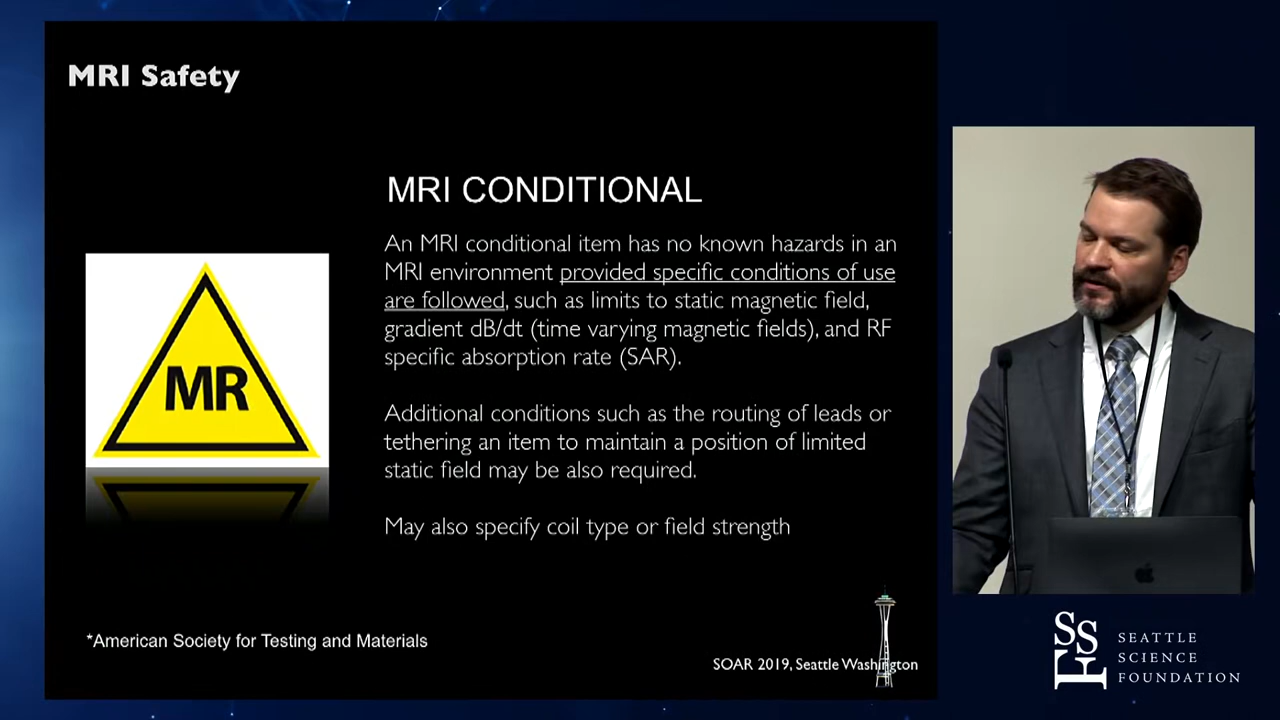 MRI Safety
MRI CONDITIONAL
An MRI conditional item has no known hazards in an
MRI environment provided specific conditions of use
are followed, such as limits to static magnetic field,
gradient dB/dt (time varying magnetic fields), and RF
specific absorption rate (SAR).
Additional conditions such as the routing of leads or
tethering an item to maintain a position of limited
static field may be also required.
May also specify coil type or field strength
MR
*American Society for Testing and Materials
SOAR 2019, Seattle Washington
SSF
SEATTLE
SCIENCE
FOUNDATION